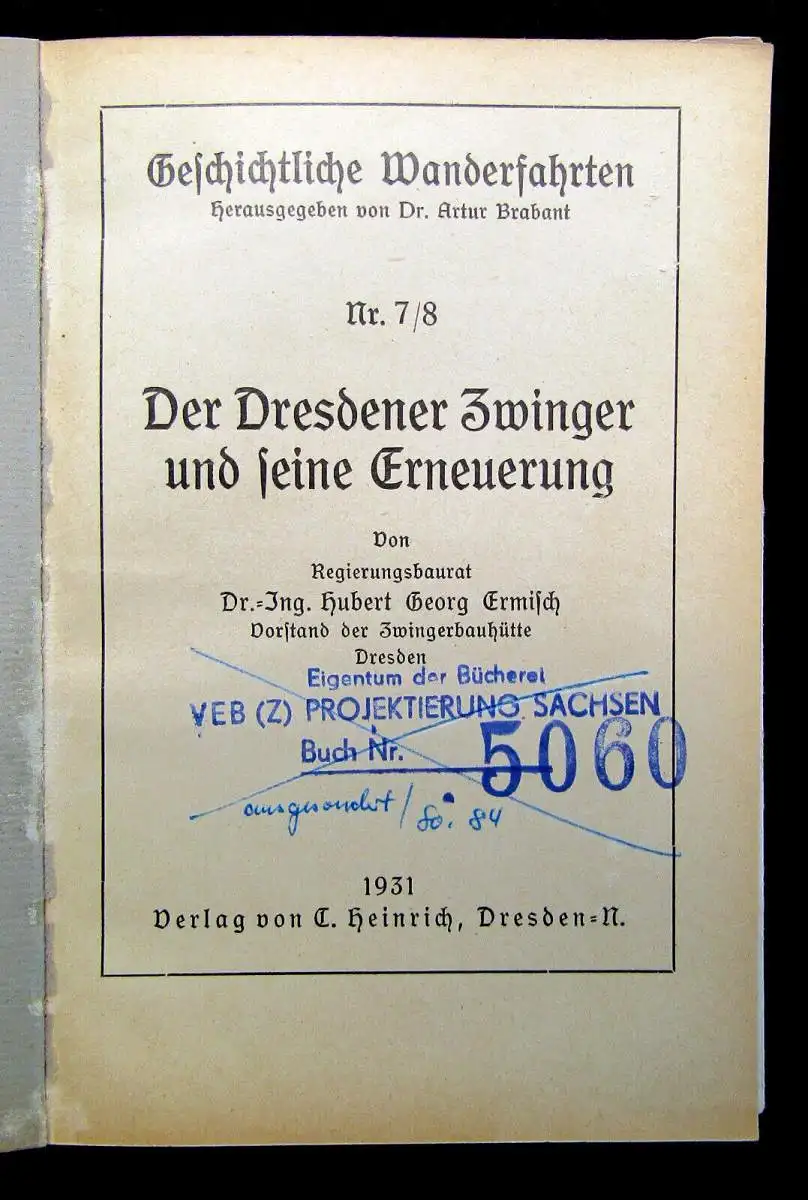 Geschichtliche Wanderfahrten
Herausgegeben von Dr. Artur Brabant
Nr. 7/8
Der Dresdener Zwinger
und seine Erneuerung
Von
Regierungsbaurat
Dr.=Ing. Hubert Georg Ermisch
Vorstand der Zwingerbauhütte
Dresden
Eigentum der Bücherei
VEB (Z) PROJEKTIERUNG SACHSEN
Buch Nr. 5060
ausgesondert / 84
1931
Verlag von C. Heinrich, Dresden=N.